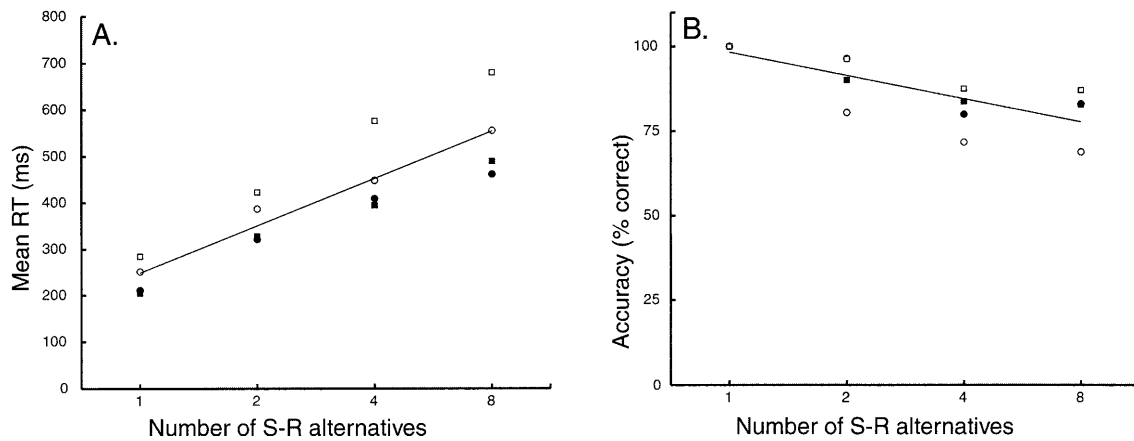 A.
800
700
600
500
400
300
200
100
0
Mean RT (ms)
1 2 4 8
Number of S-R alternatives
B.
100
75
50
25
0
Accuracy (% correct)
1 2 4 8
Number of S-R alternatives